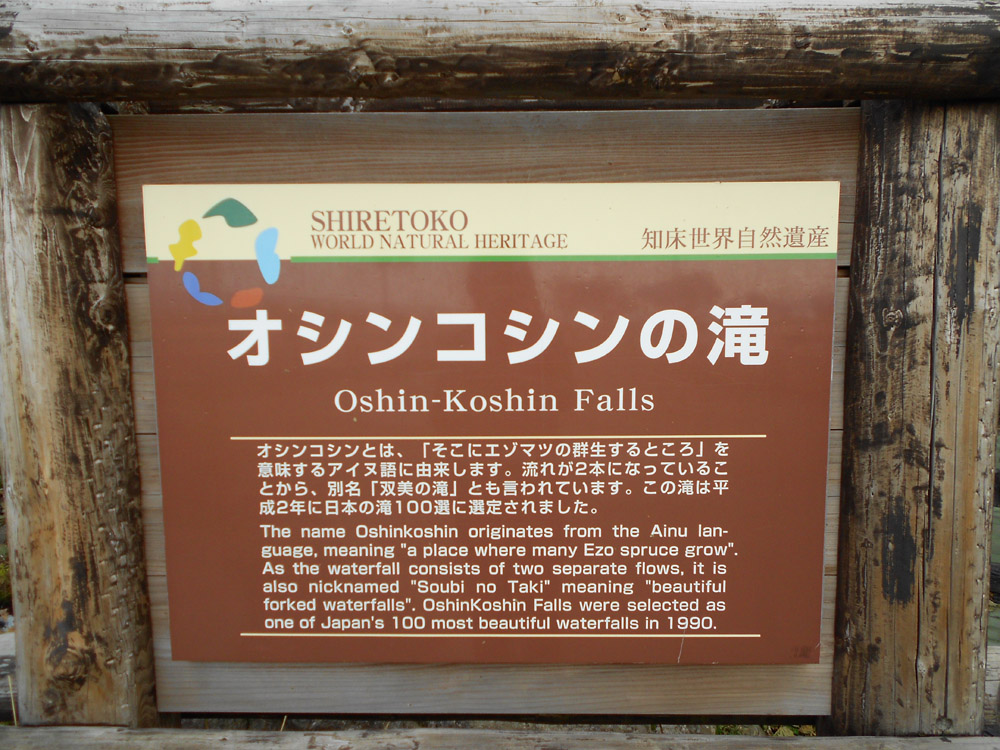 SHIRETOKO
WORLD NATURAL HERITAGE
知床世界自然遺産
オシンコシンの滝
Oshin-Koshin Falls
オシンコシンとは、「そこにエゾマツの群生するところ」を
意味するアイヌ語に由来します。流れが2本になっているこ
とから、別名「双美の滝」とも言われています。この滝は平
成2年に日本の滝100選に選定されました。
The name Oshinkoshin originates from the Ainu lan-
guage, meaning "a place where many Ezo spruce grow".
As the waterfall consists of two separate flows, it is
also nicknamed "Soubi no Taki" meaning "beautiful
forked waterfalls". OshinKoshin Falls were selected as
one of Japan's 100 most beautiful waterfalls in 1990.